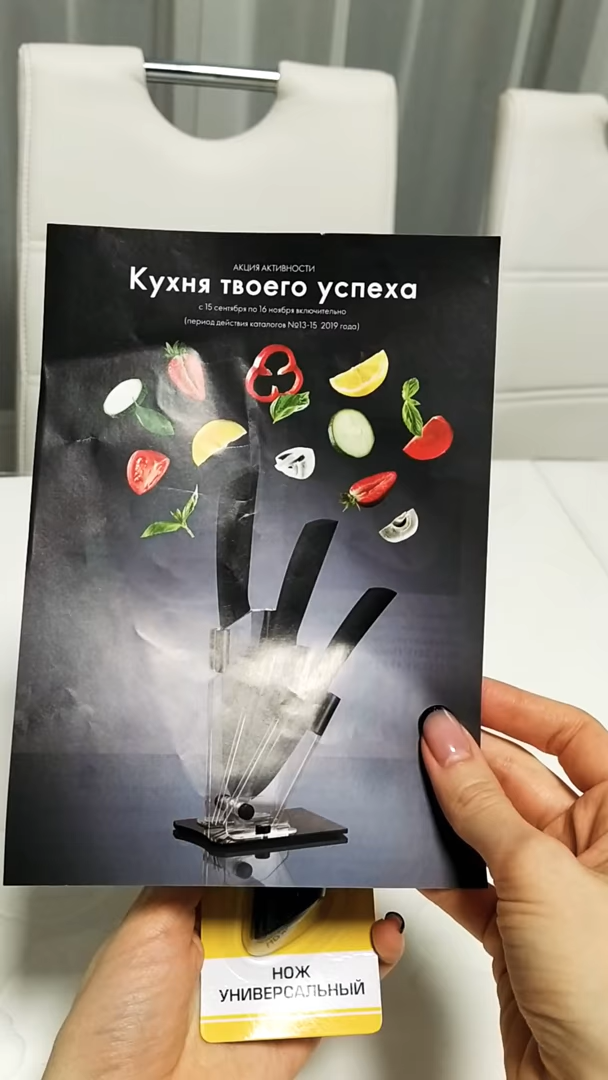 АКЦИЯ АКТИВНОСТИ
Кухня твоего успеха
с 15 сентября по 16 ноября включительно
(период действия каталогов №13-15 2019 года)
НОЖ
НОЖ
УНИВЕРСАЛЬНЫЙ